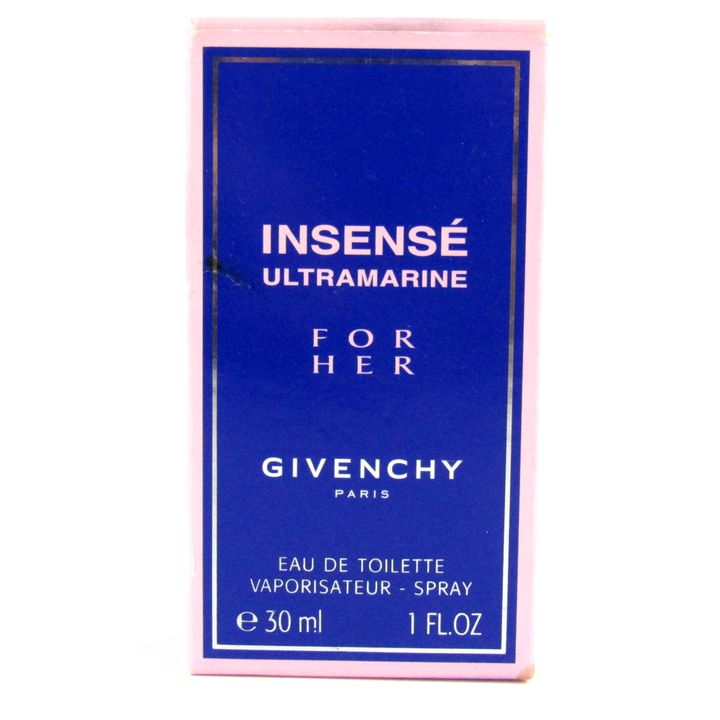 INSENSÉ
ULTRAMARINE
FOR
HER
GIVENCHY
PARIS
EAU DE TOILETTE
VAPORISATEUR - SPRAY
℮ 30 ml 1 FL.OZ